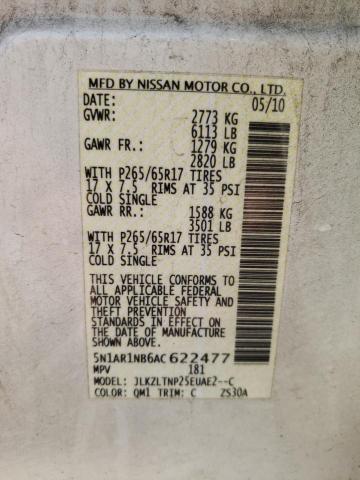 MFD BY NISSAN MOTOR CO., LTD.
DATE: 05/10
GVWR: 2773 KG
6113 LB
GAWR FR.: 1279 KG
2820 LB
WITH P265/65R17 TIRES
17 X 7.5 RIMS AT 35 PSI
COLD SINGLE
GAWR RR.: 1588 KG
3501 LB
WITH P265/65R17 TIRES
17 X 7.5 RIMS AT 35 PSI
COLD SINGLE
THIS VEHICLE CONFORMS TO
ALL APPLICABLE FEDERAL
MOTOR VEHICLE SAFETY
AND THEFT PREVENTION
STANDARDS IN EFFECT ON
THE DATE OF MANUFACTURE
SHOWN ABOVE.
5N1AR1NB6AC 622477
MPV 181
MODEL: JLKZLTNP25EUAE2--C
COLOR: QM1 TRIM: C ZS30A